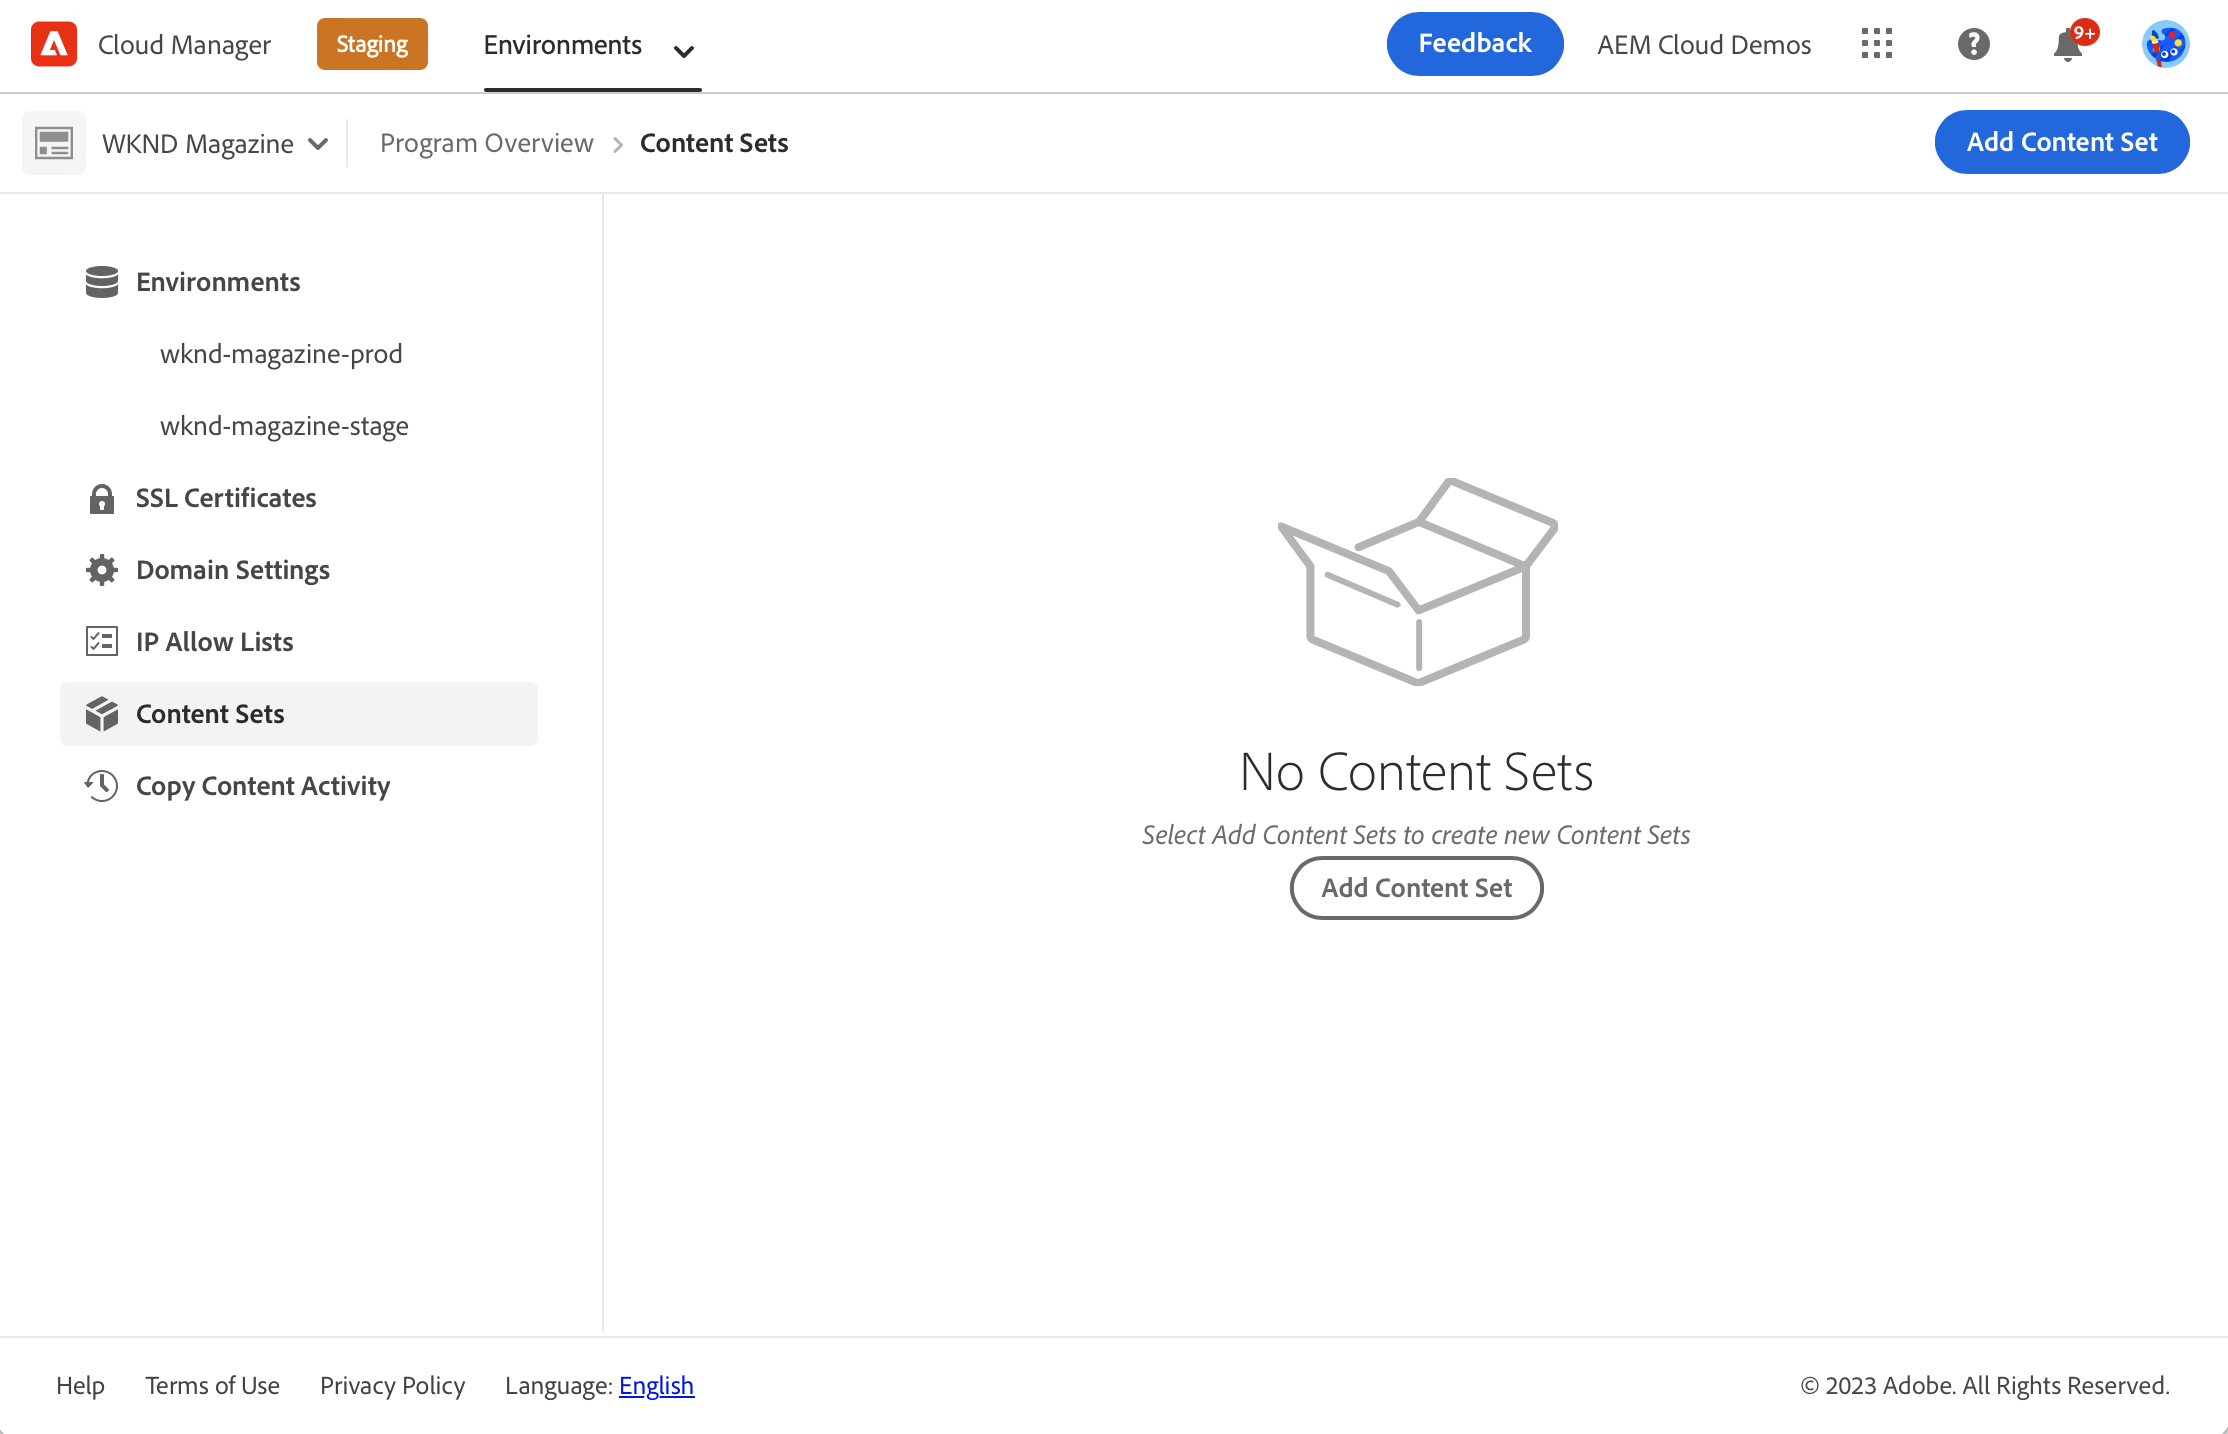 Cloud Manager
Staging
Environments
Feedback
AEM Cloud Demos
9+
WKND Magazine
Program Overview
Content Sets
Add Content Set
Environments
wknd-magazine-prod
wknd-magazine-stage
SSL Certificates
Domain Settings
IP Allow Lists
Content Sets
Copy Content Activity
No Content Sets
Select Add Content Sets to create new Content Sets
Add Content Set
Help
Terms of Use
Privacy Policy
Language: English
© 2023 Adobe. All Rights Reserved.